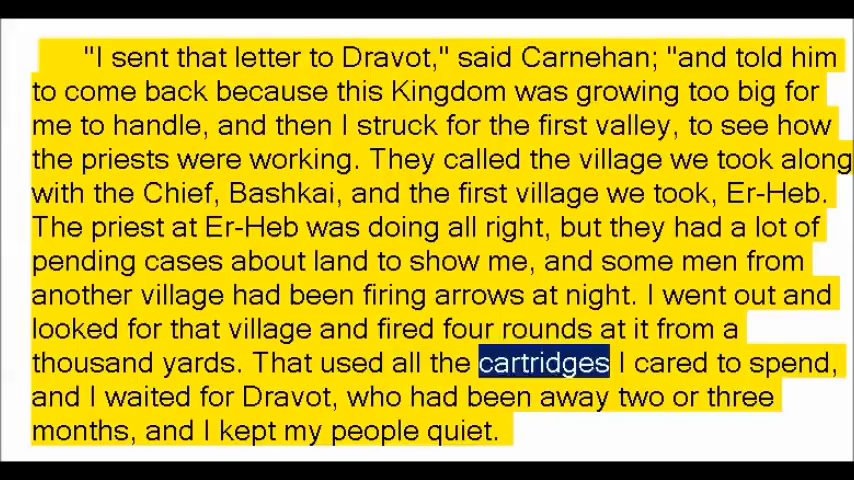 "I sent that letter to Dravot," said Carnehan; "and told him
to come back because this Kingdom was growing too big for
me to handle, and then I struck for the first valley, to see how
the priests were working. They called the village we took along
with the Chief, Bashkai, and the first village we took, Er-Heb.
The priest at Er-Heb was doing all right, but they had a lot of
pending cases about land to show me, and some men from
another village had been firing arrows at night. I went out and
looked for that village and fired four rounds at it from a
thousand yards. That used all the cartridges I cared to spend,
and I waited for Dravot, who had been away two or three
months, and I kept my people quiet.